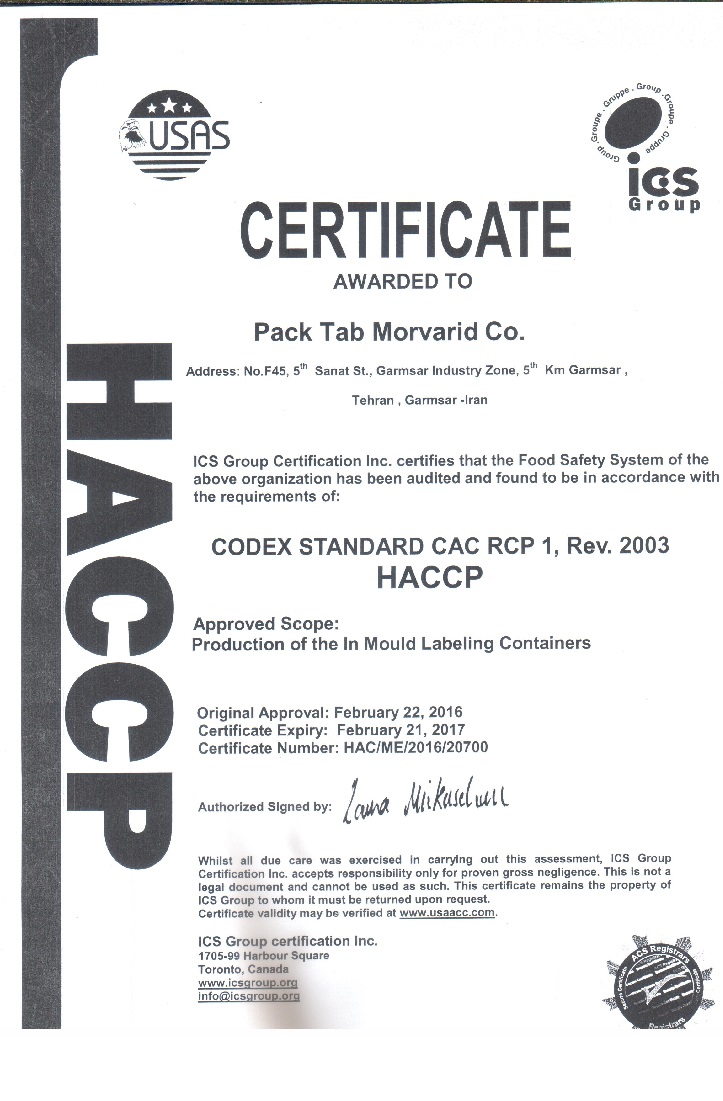 USAS
Groupe . Gruppe . Group . Groupe . Gruppe Group
ICS
Group
CERTIFICATE
AWARDED TO
Pack Tab Morvarid Co.
Address: No.F45, 5th Sanat St., Garmsar Industry Zone, 5th Km Garmsar ,
Tehran , Garmsar -Iran
HACCP
ICS Group Certification Inc. certifies that the Food Safety System of the
above organization has been audited and found to be in accordance with
the requirements of:
CODEX STANDARD CAC RCP 1, Rev. 2003
HACCP
Approved Scope:
Production of the In Mould Labeling Containers
Original Approval: February 22, 2016
Certificate Expiry: February 21, 2017
Certificate Number: HAC/ME/2016/20700
Authorized Signed by:
Whilst all due care was exercised in carrying out this assessment, ICS Group
Certification Inc. accepts responsibility only for proven gross negligence. This is not a
legal document and cannot be used as such. This certificate remains the property of
ICS Group to whom it must be returned upon request.
Certificate validity may be verified at www.usaacc.com.
ICS Group certification Inc.
1705-99 Harbour Square
Toronto, Canada
www.icsgroup.org
info@icsgroup.org
ACS Registrars
Registrars